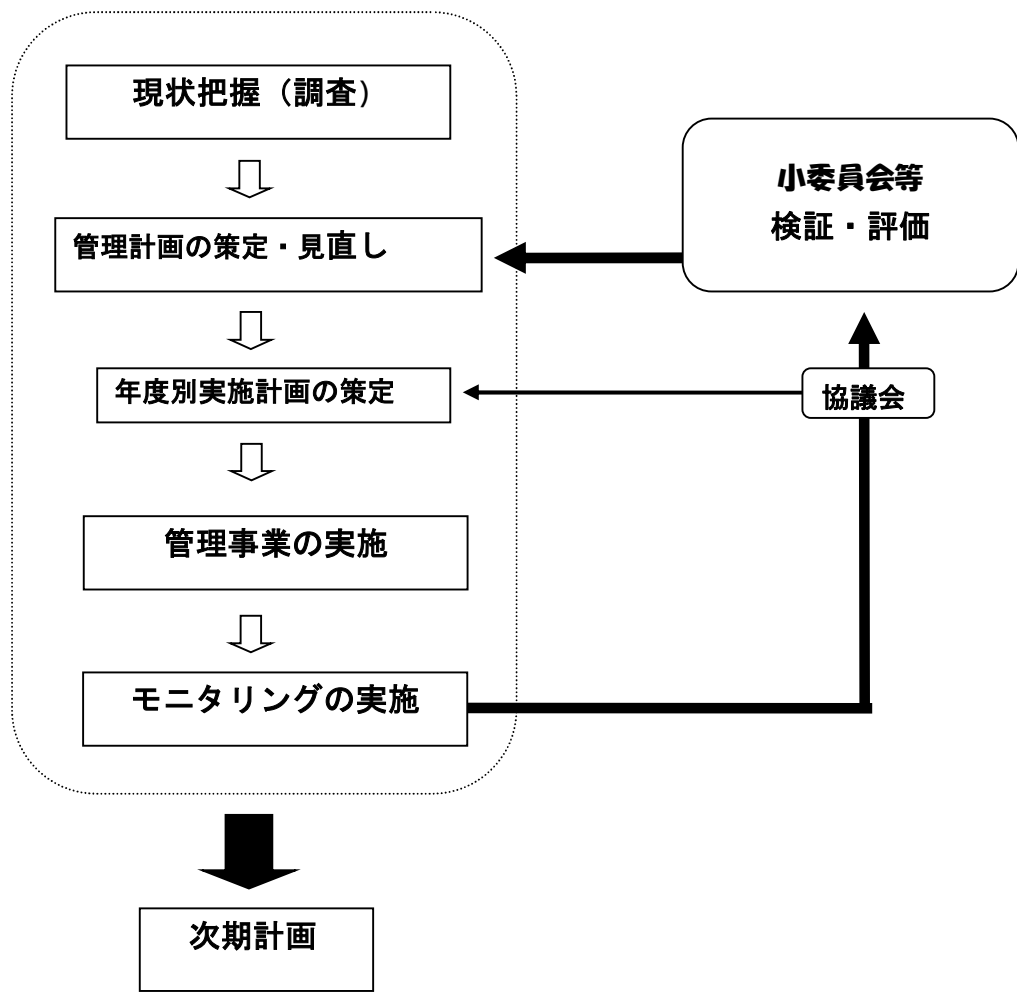 現状把握（調査）
小委員会等
検証・評価
管理計画の策定・見直し
年度別実施計画の策定
協議会
管理事業の実施
モニタリングの実施
次期計画